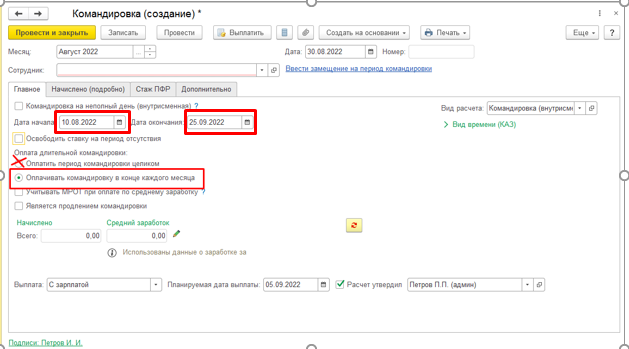 Командировка (создание) *
Провести и закрыть Записать Провести Выплатить Создать на основании Печать Еще ?
Месяц: Август 2022 ... Дата: 30.08.2022 Номер:
Сотрудник: Ввести замещение на период командировки
Главное Начислено (подробно) Стаж ПФР Дополнительно
Командировка на неполный день (внутрисменная) ? Вид расчета: Командировка (внутрисмен
Дата начала: 10.08.2022 Дата окончания: 25.09.2022 Вид времени (КАЗ)
Освободить ставку на период отсутствия
Оплата длительной командировки:
Оплатить период командировки целиком
Оплачивать командировку в конце каждого месяца
Учитывать МРОТ при оплате по среднему заработку ?
Является продлением командировки
Начислено Средний заработок
Всего: 0,00 0,00
Использованы данные о заработке за
Выплата: С зарплатой Планируемая дата выплаты: 05.09.2022 Расчет утвердил Петров П.П. (админ)
Подписи: Петров И. И.